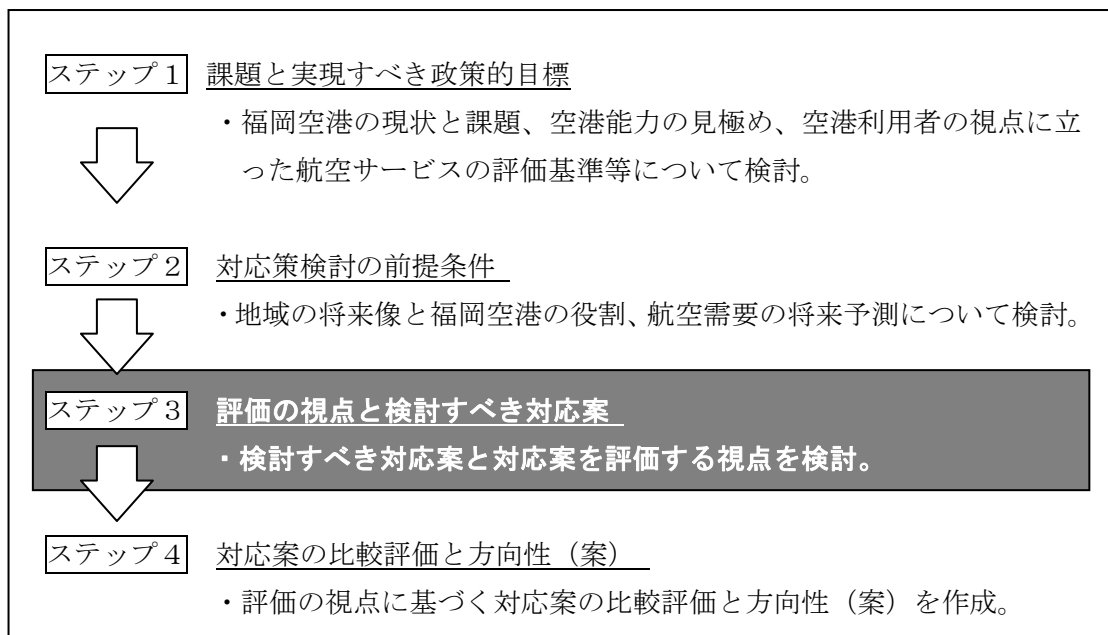 ステップ1 課題と実現すべき政策的目標
・福岡空港の現状と課題、空港能力の見極め、空港利用者の視点に立
った航空サービスの評価基準等について検討。
ステップ2 対応策検討の前提条件
・地域の将来像と福岡空港の役割、航空需要の将来予測について検討。
ステップ3 評価の視点と検討すべき対応案
・検討すべき対応案と対応案を評価する視点を検討。
ステップ4 対応案の比較評価と方向性（案）
・評価の視点に基づく対応案の比較評価と方向性（案）を作成。